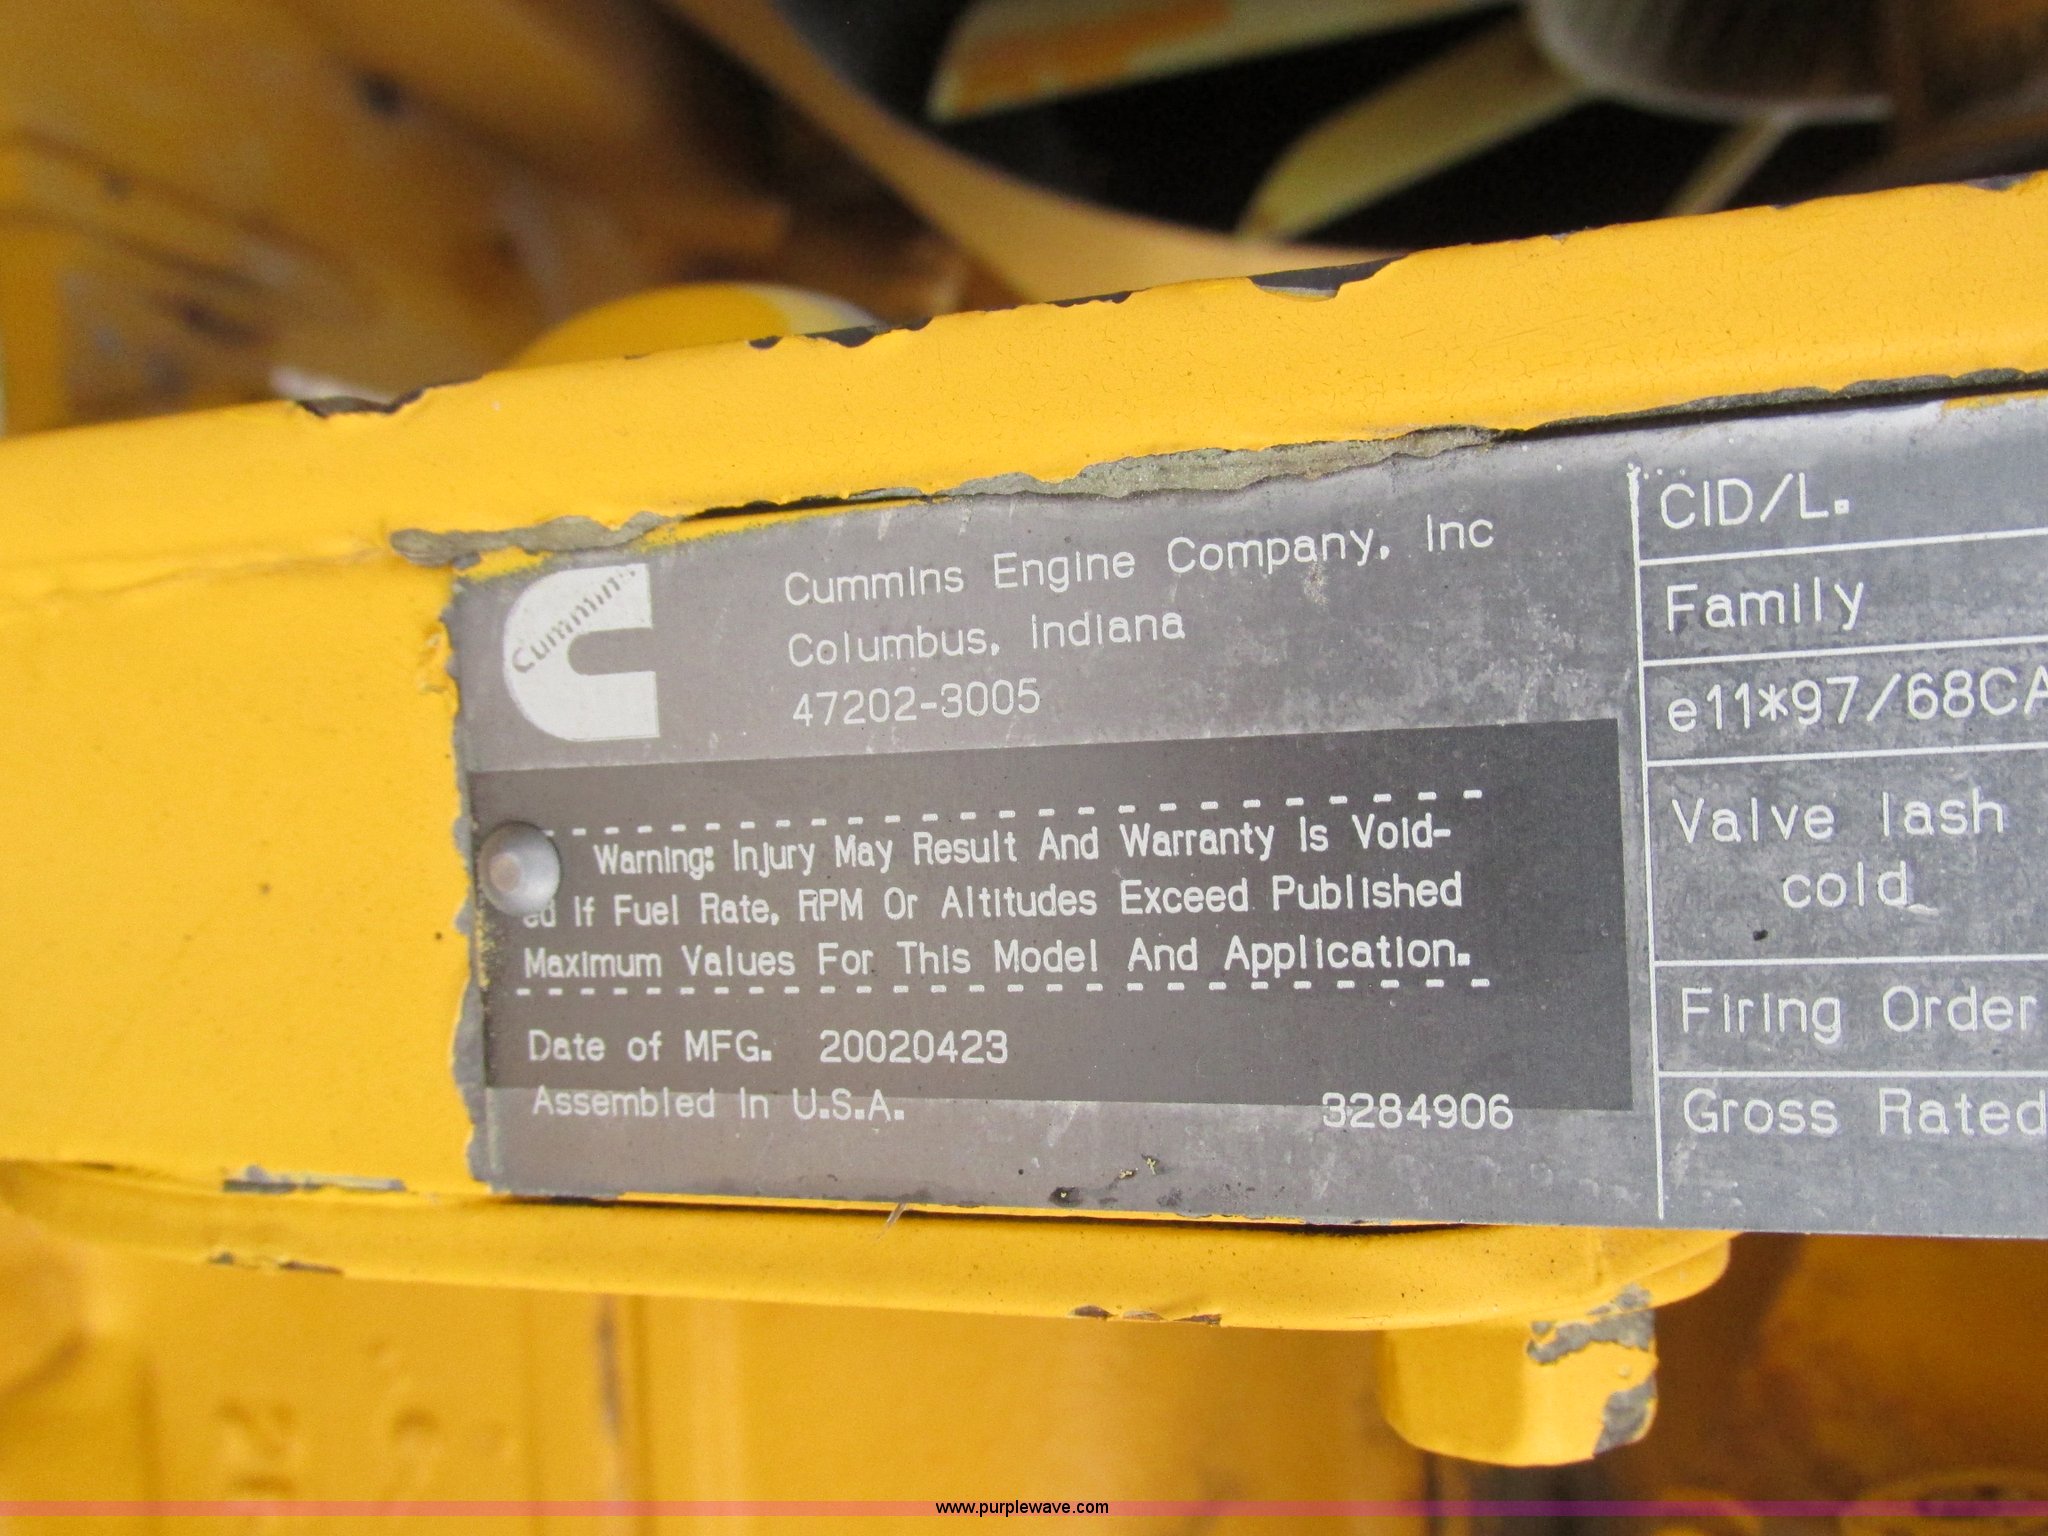 Cummins
Cummins Engine Company, Inc
Columbus, Indiana
47202-3005
Warning: Injury May Result And Warranty Is Void-
ed If Fuel Rate, RPM Or Altitudes Exceed Published
Maximum Values For This Model And Application.
Date of MFG. 20020423
Assembled In U.S.A. 3284906
CID/L.
Family
e11*97/68CA
Valve lash
cold
Firing Order
Gross Rated
www.purplewave.com